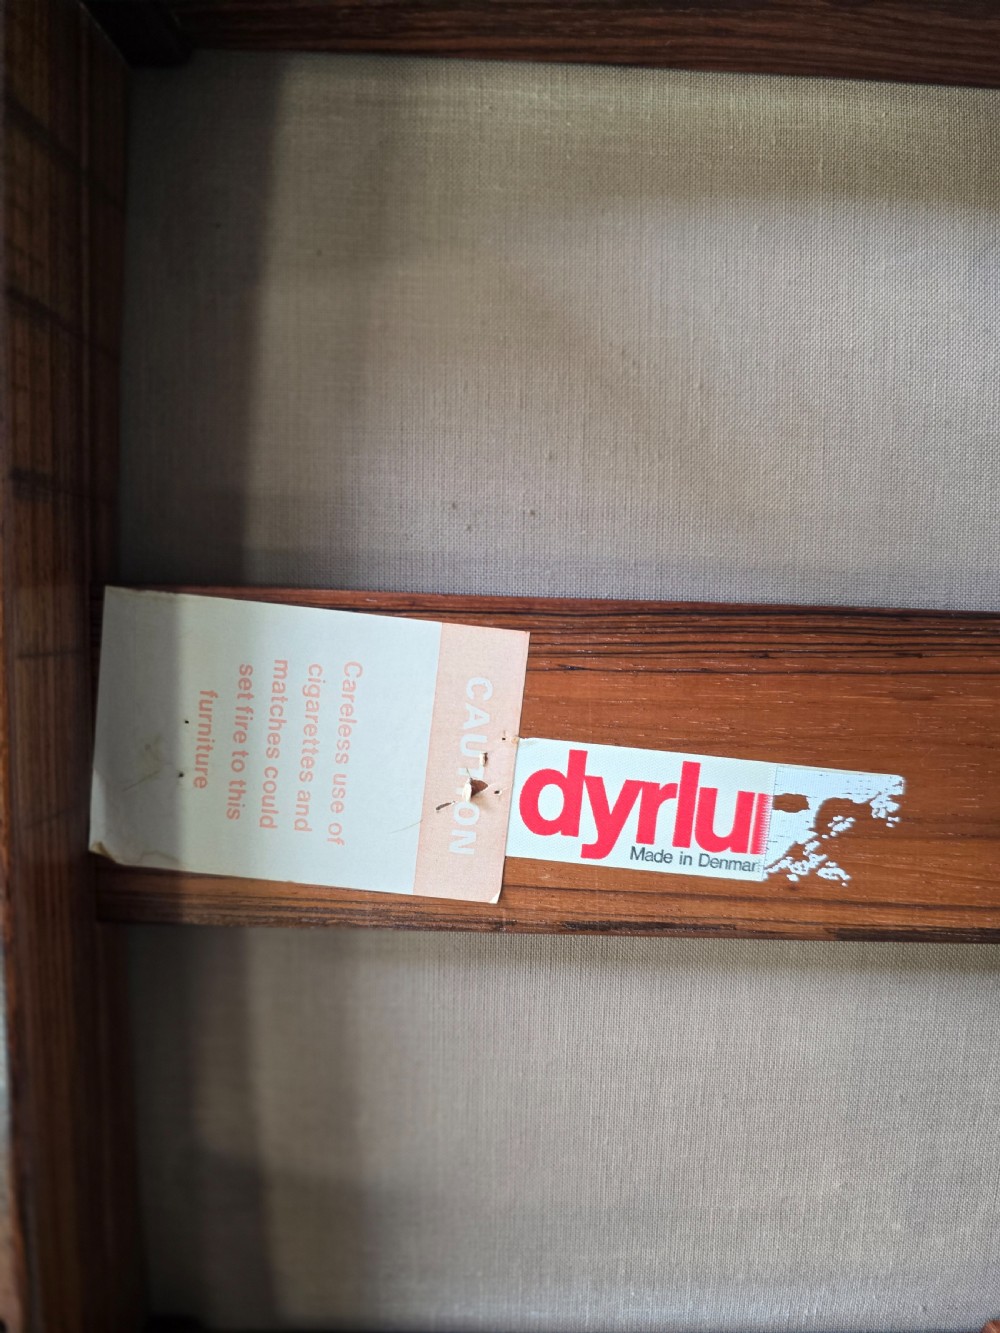 CAUTION
Careless use of
cigarettes and
matches could
set fire to this
furniture
dyrlu
Made in Denmar